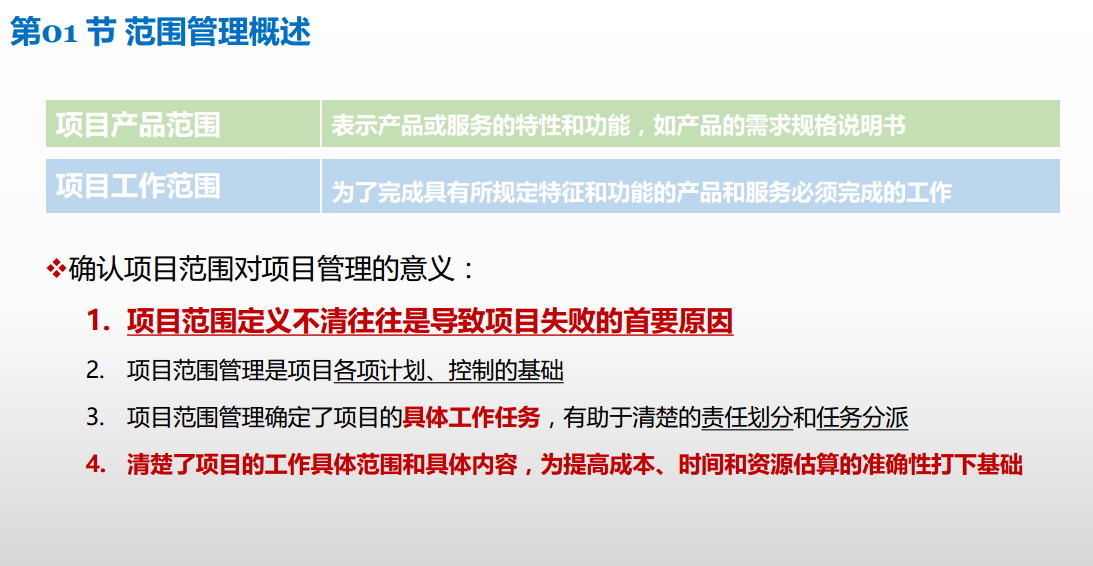 第01 节 范围管理概述
项目产品范围
表示产品或服务的特性和功能，如产品的需求规格说明书
项目工作范围
为了完成具有所规定特征和功能的产品和服务必须完成的工作
❖确认项目范围对项目管理的意义：
1. 项目范围定义不清往往是导致项目失败的首要原因
2. 项目范围管理是项目各项计划、控制的基础
3. 项目范围管理确定了项目的具体工作任务，有助于清楚的责任划分和任务分派
4. 清楚了项目的工作具体范围和具体内容，为提高成本、时间和资源估算的准确性打下基础